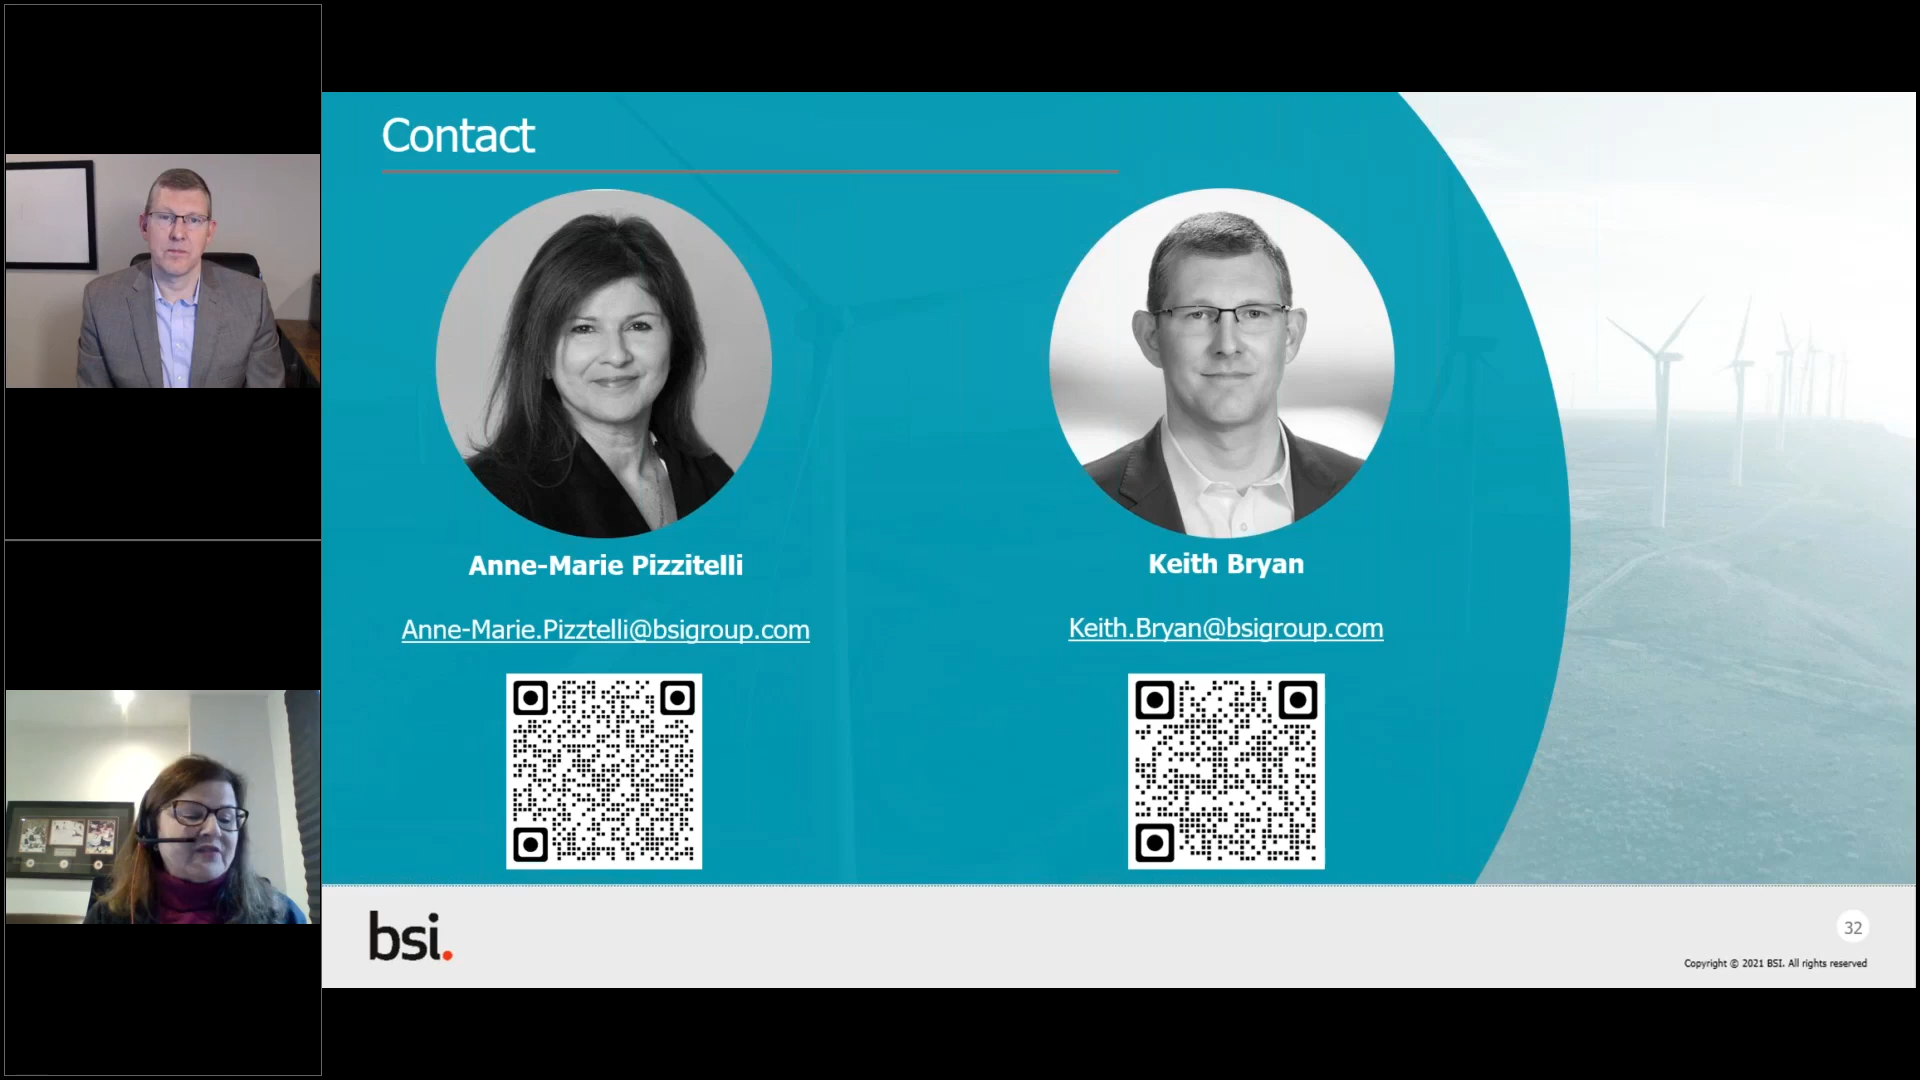 Contact
Anne-Marie Pizzitelli
Keith Bryan
Anne-Marie.Pizztelli@bsigroup.com
Keith.Bryan@bsigroup.com
bsi.
32
Copyright © 2021 BSI. All rights reserved